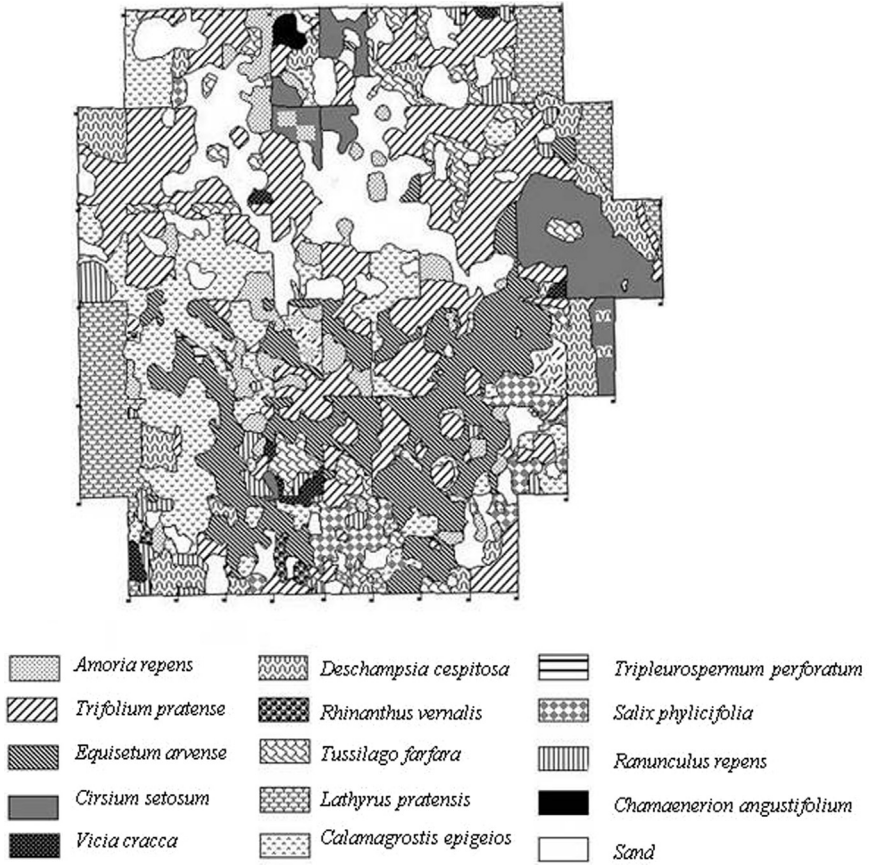 Amoria repens
Deschampsia cespitosa
Tripleurospermum perforatum
Trifolium pratense
Rhinanthus vernalis
Salix phylicifolia
Equisetum arvense
Tussilago farfara
Ranunculus repens
Cirsium setosum
Lathyrus pratensis
Chamaenerion angustifolium
Vicia cracca
Calamagrostis epigeios
Sand